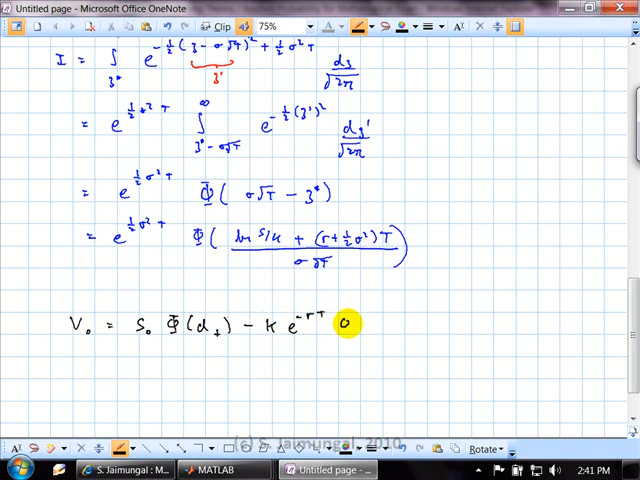 Untitled page - Microsoft OneNote
Clip
75%
I = ∫_{z*} e^{-½(z - σ√T)² + ½σ²T} dz/√2π
z'
= e^{½σ²T} ∫_{z* - σ√T}^{∞} e^{-½(z')²} dz'/√2π
= e^{½σ²T} Φ( σ√T - z* )
= e^{½σ²T} Φ( (ln S/K + (r + ½σ²)T) / σ√T )
V₀ = S₀ Φ(d₊) - K e^{-rT}
(c) S. Jaimungal, 2010
Rotate
S. Jaimungal : M...
MATLAB
Untitled page - Micr...
2:41 PM